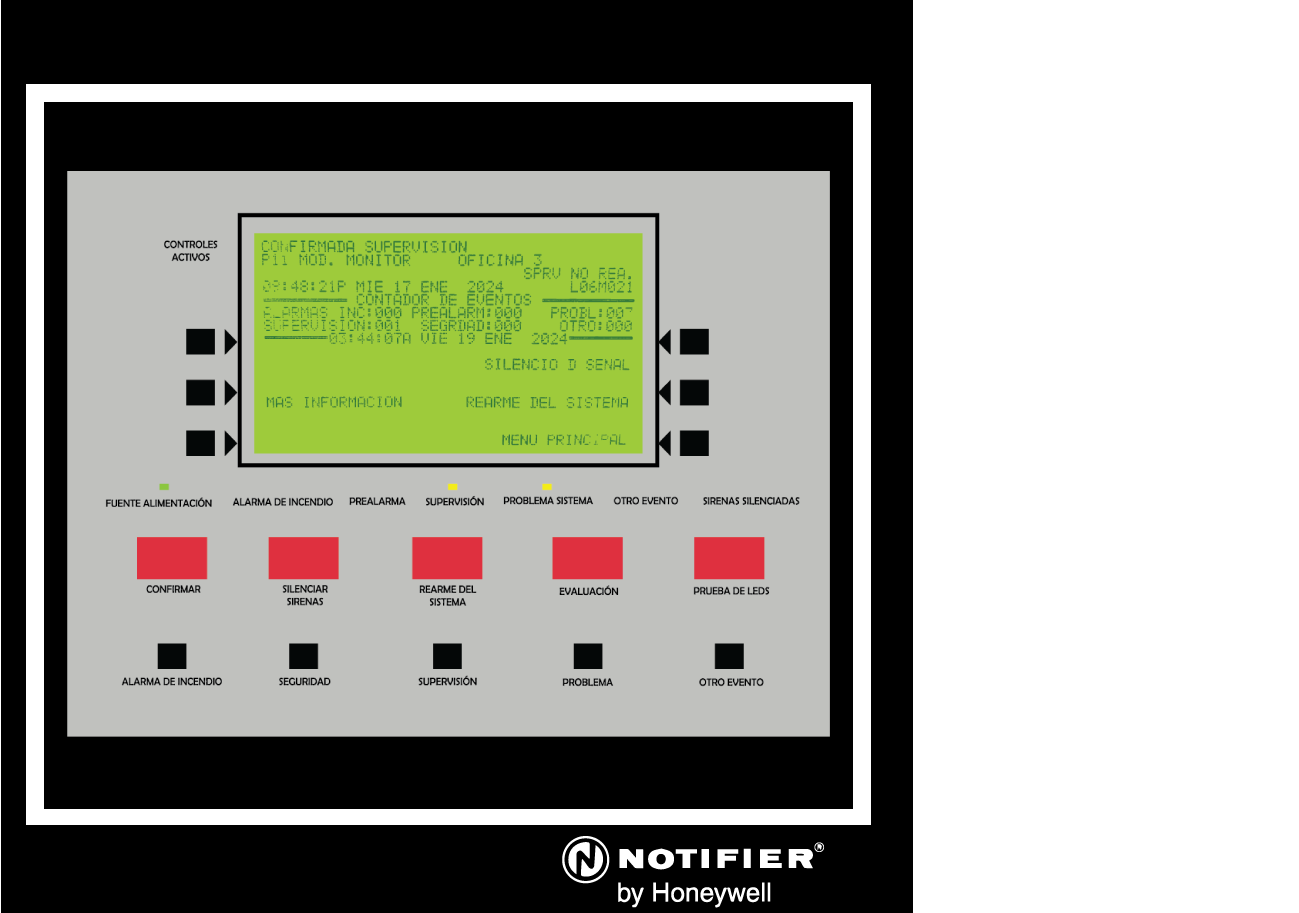 CONTROLES
ACTIVOS
CONFIRMADA SUPERVISION
P11 MOD. MONITOR OFICINA 3
SPRV NO REA.
09:48:21P MIE 17 ENE 2024 L06M021
CONTADOR DE EVENTOS
ALARMAS INC:000 PREALARM:000 PROBL:007
SUPERVISION:001 SEGRDAD:000 OTRO:000
03:44:07A VIE 19 ENE 2024
SILENCIO D SENAL
MAS INFORMACION REARME DEL SISTEMA
MENU PRINCIPAL
FUENTE ALIMENTACIÓN ALARMA DE INCENDIO PREALARMA SUPERVISIÓN PROBLEMA SISTEMA OTRO EVENTO SIRENAS SILENCIADAS
CONFIRMAR SILENCIAR SIRENAS REARME DEL SISTEMA EVALUACIÓN PRUEBA DE LEDS
ALARMA DE INCENDIO SEGURIDAD SUPERVISIÓN PROBLEMA OTRO EVENTO
NOTIFIER®
by Honeywell